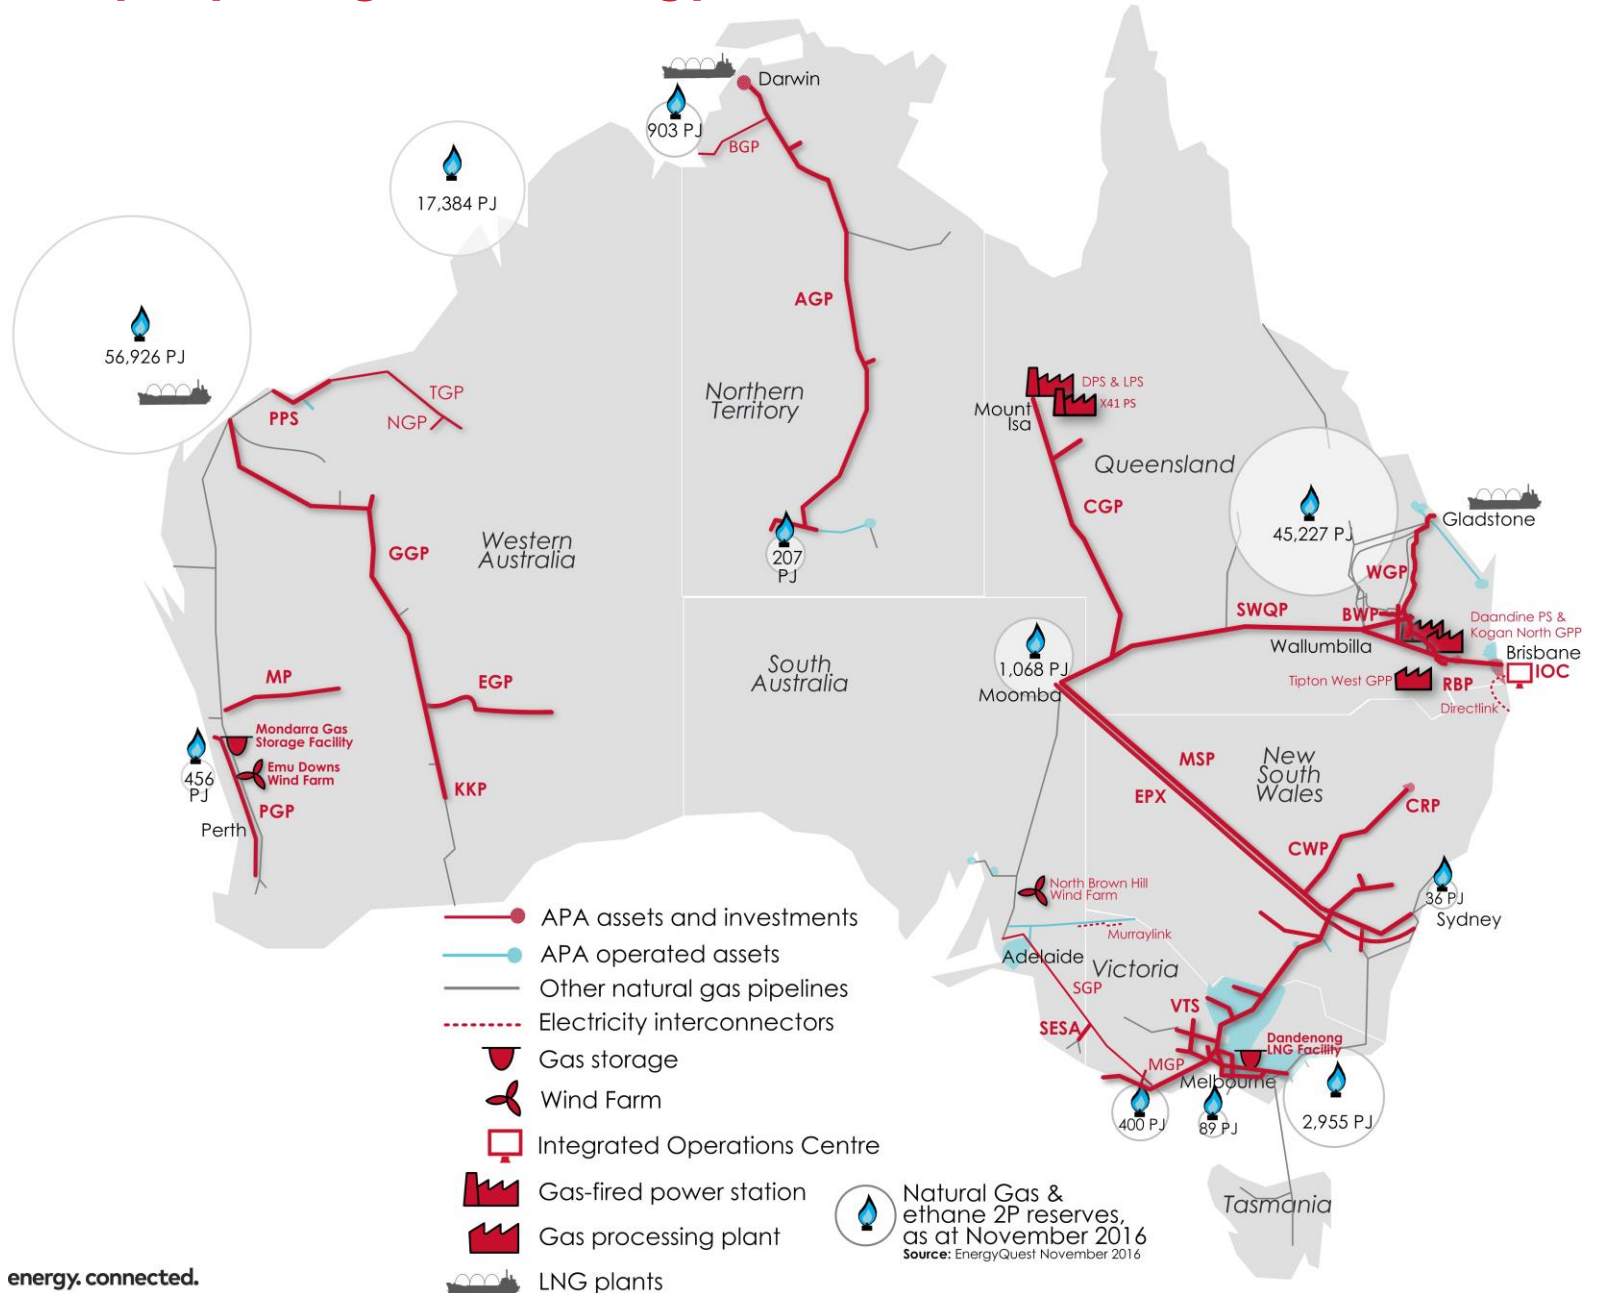 Darwin
903 PJ
BGP
17,384 PJ
56,926 PJ
AGP
TGP
NGP
PPS
Northern
Territory
DPS & LPS
X41 PS
Mount
Isa
Queensland
CGP
45,227 PJ
Gladstone
WGP
Western
Australia
GGP
207
PJ
SWQP
BWP
Daandine PS &
Kogan North GPP
Wallumbilla
Brisbane
IOC
1,068 PJ
Moomba
South
Australia
Tipton West GPP
RBP
Directlink
MP
EGP
Mondarra Gas
Storage Facility
Emu Downs
Wind Farm
456
PJ
PGP
Perth
KKP
MSP
New
South
Wales
EPX
CRP
CWP
36 PJ
Sydney
North Brown Hill
Wind Farm
Murraylink
Adelaide
Victoria
SGP
SESA
VTS
Dandenong
LNG Facility
MGP
Melbourne
400 PJ
89 PJ
2,955 PJ
Tasmania
APA assets and investments
APA operated assets
Other natural gas pipelines
Electricity interconnectors
Gas storage
Wind Farm
Integrated Operations Centre
Gas-fired power station
Gas processing plant
LNG plants
Natural Gas &
ethane 2P reserves,
as at November 2016
Source: EnergyQuest November 2016
energy. connected.